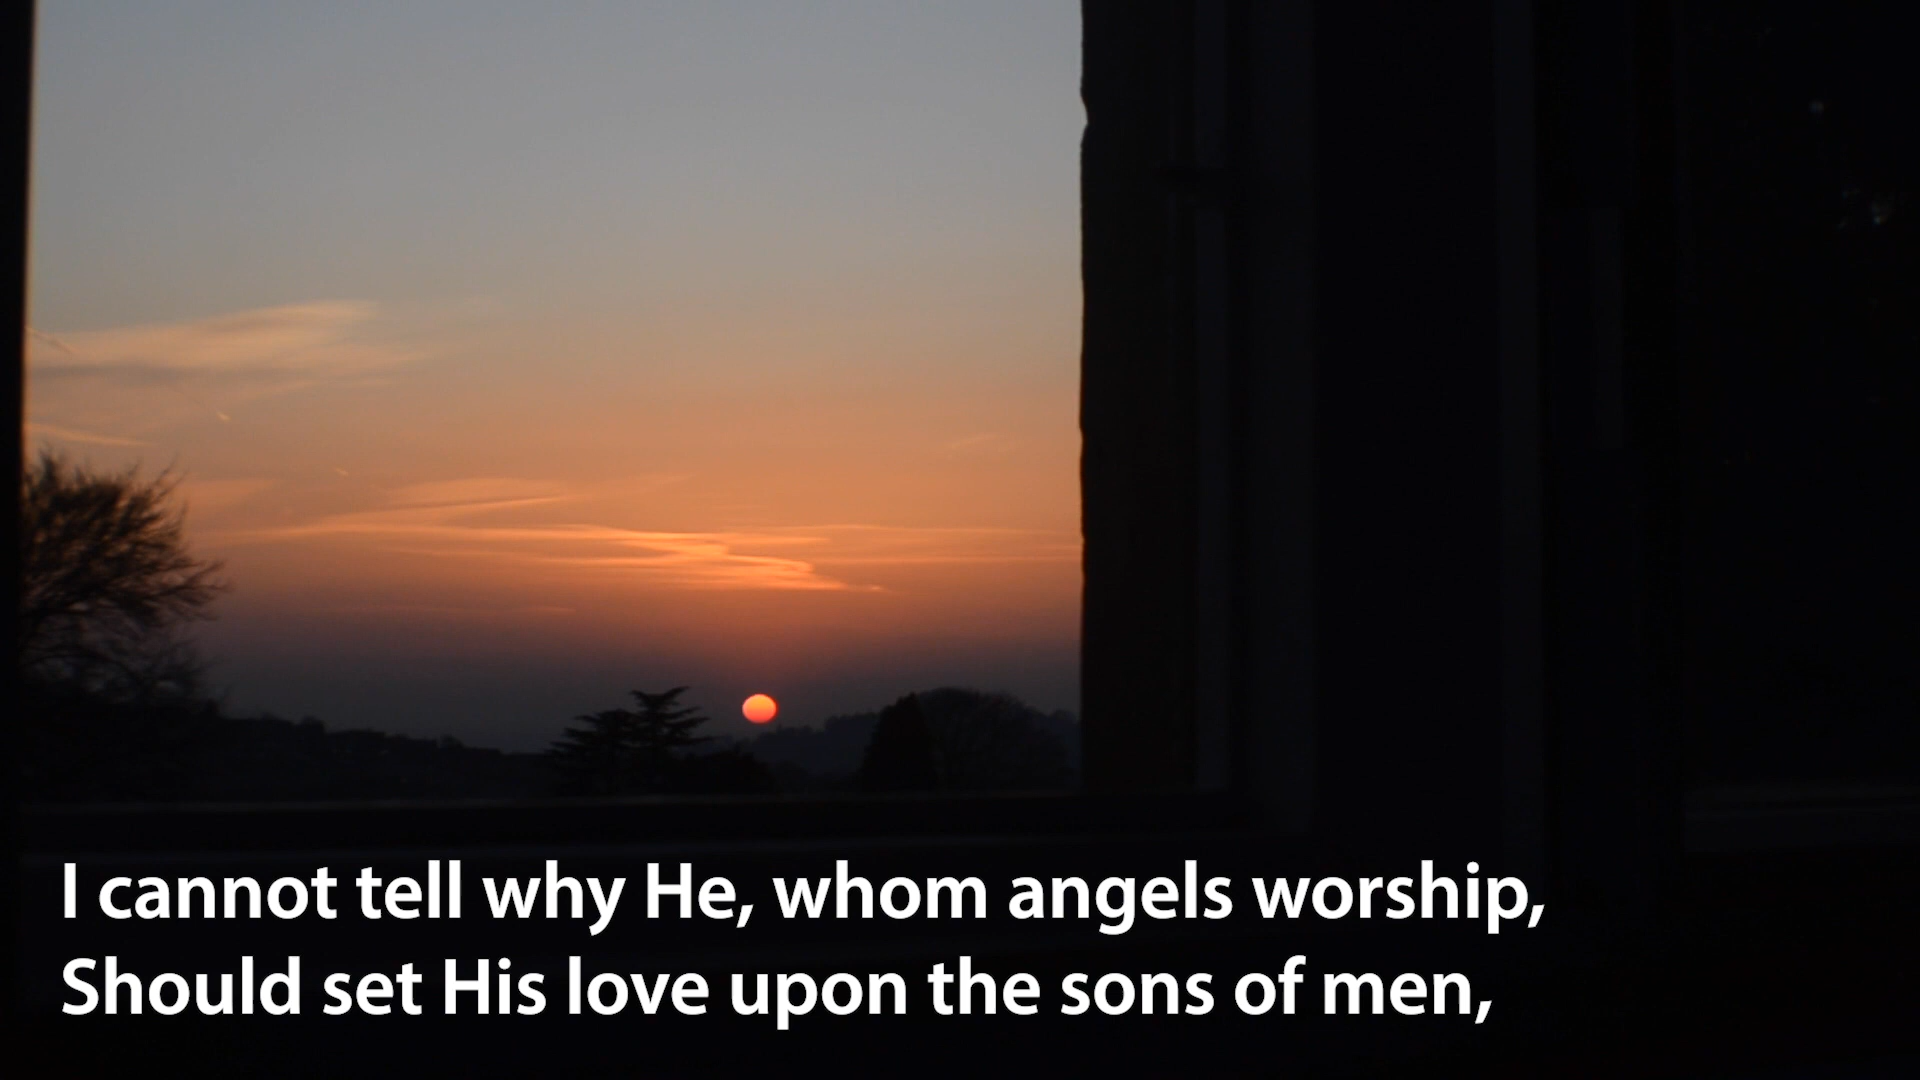 I cannot tell why He, whom angels worship,
Should set His love upon the sons of men,